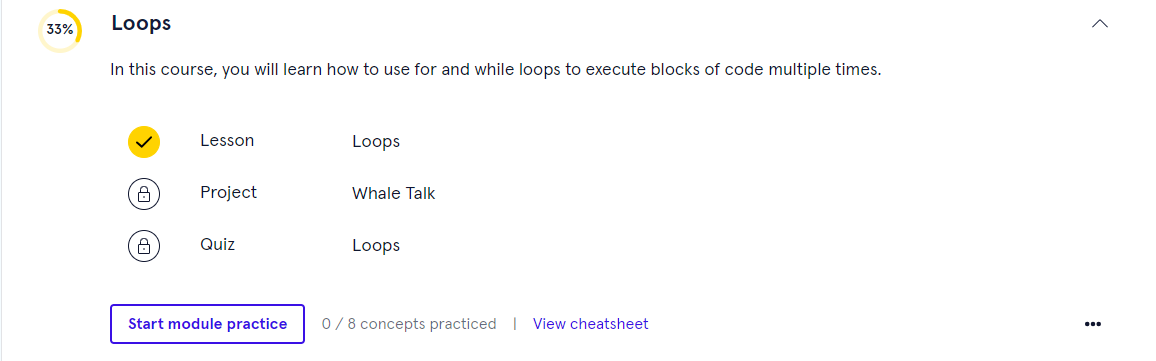 33% Loops
In this course, you will learn how to use for and while loops to execute blocks of code multiple times.
Lesson Loops
Project Whale Talk
Quiz Loops
Start module practice 0 / 8 concepts practiced | View cheatsheet